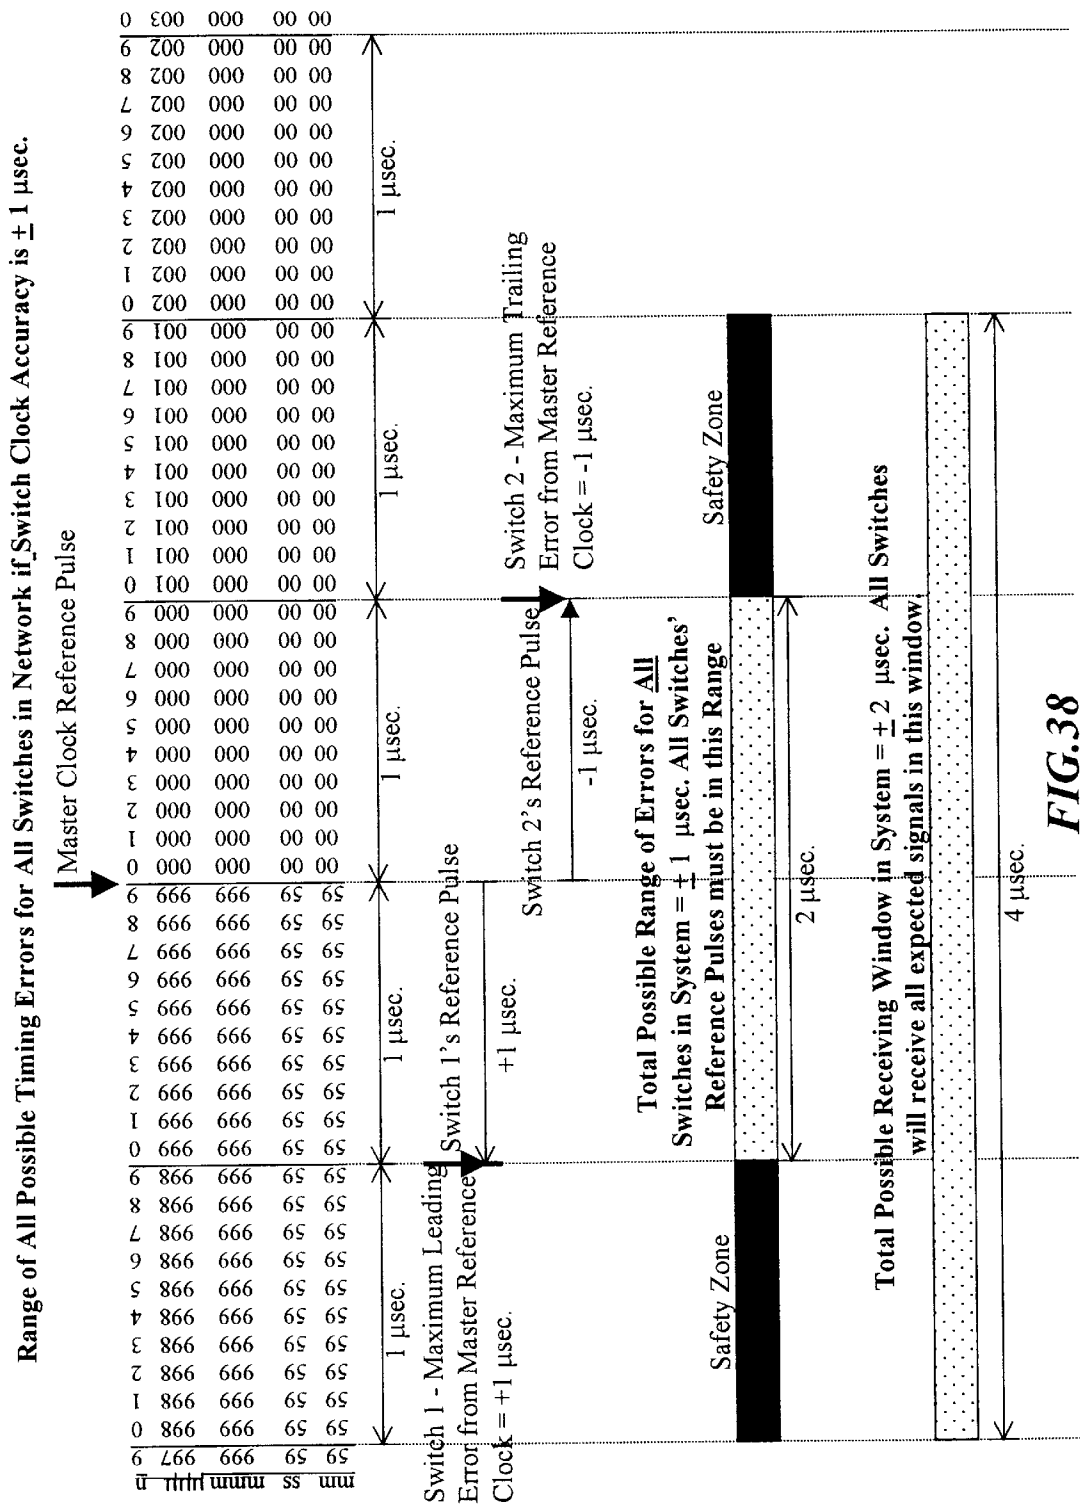 Range of All Possible Timing Errors for All Switches in Network if Switch Clock Accuracy is ± 1 µsec.
Master Clock Reference Pulse
mm ss mmm µµµ n
59 59 999 997 9
59 59 999 998 0
59 59 999 998 1
59 59 999 998 2
59 59 999 998 3
59 59 999 998 4
59 59 999 998 5
59 59 999 998 6
59 59 999 998 7
59 59 999 998 8
59 59 999 998 9
59 59 999 999 0
59 59 999 999 1
59 59 999 999 2
59 59 999 999 3
59 59 999 999 4
59 59 999 999 5
59 59 999 999 6
59 59 999 999 7
59 59 999 999 8
59 59 999 999 9
00 00 000 000 0
00 00 000 000 1
00 00 000 000 2
00 00 000 000 3
00 00 000 000 4
00 00 000 000 5
00 00 000 000 6
00 00 000 000 7
00 00 000 000 8
00 00 000 000 9
00 00 000 001 0
00 00 000 001 1
00 00 000 001 2
00 00 000 001 3
00 00 000 001 4
00 00 000 001 5
00 00 000 001 6
00 00 000 001 7
00 00 000 001 8
00 00 000 001 9
00 00 000 002 0
00 00 000 002 1
00 00 000 002 2
00 00 000 002 3
00 00 000 002 4
00 00 000 002 5
00 00 000 002 6
00 00 000 002 7
00 00 000 002 8
00 00 000 002 9
00 00 000 003 0
1 µsec.
1 µsec.
1 µsec.
1 µsec.
1 µsec.
Switch 1 - Maximum Leading
Error from Master Reference
Clock = +1 µsec.
Switch 1's Reference Pulse
+1 µsec.
Switch 2's Reference Pulse
-1 µsec.
Switch 2 - Maximum Trailing
Error from Master Reference
Clock = -1 µsec.
Total Possible Range of Errors for All
Switches in System = ± 1 µsec. All Switches'
Reference Pulses must be in this Range
Safety Zone
Safety Zone
2 µsec.
Total Possible Receiving Window in System = ± 2 µsec. All Switches
will receive all expected signals in this window.
4 µsec.
FIG.38